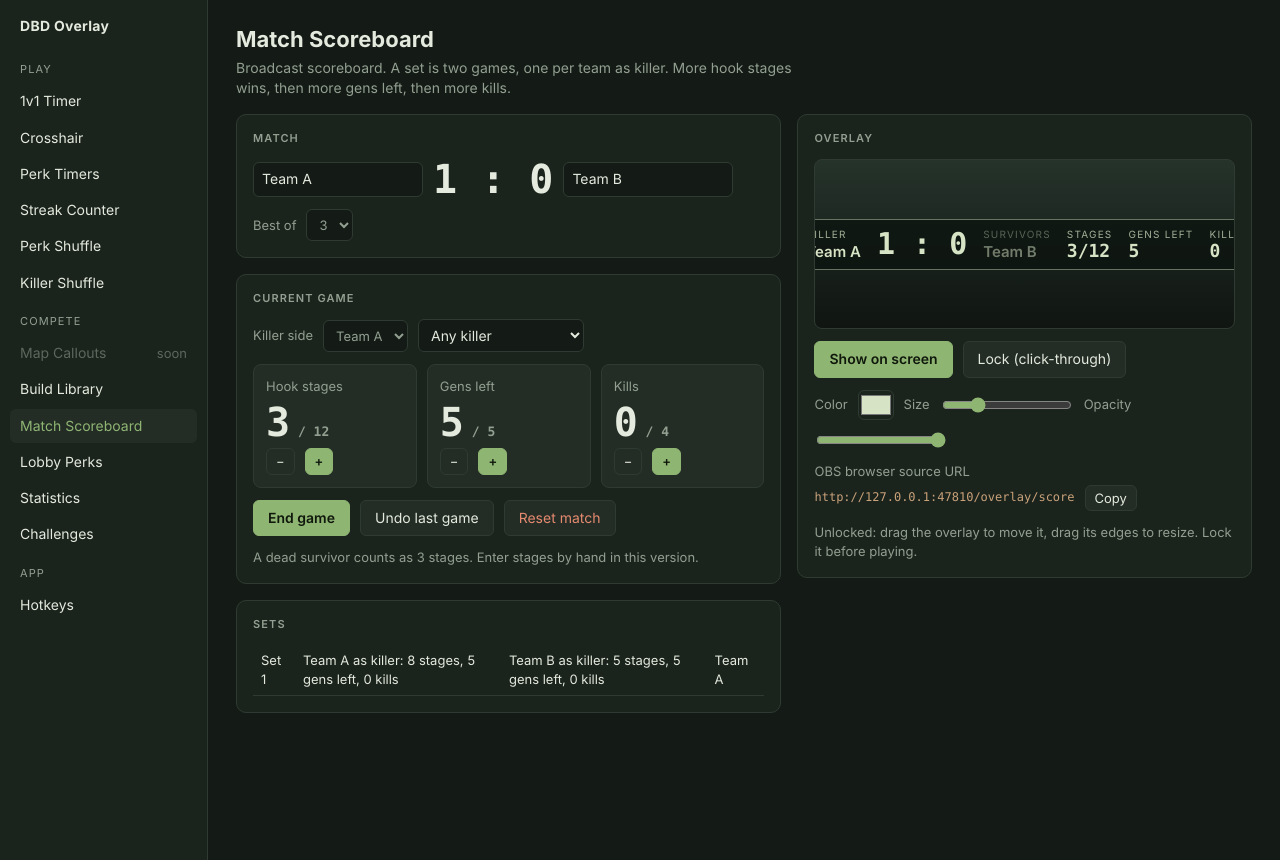 DBD Overlay
PLAY
1v1 Timer
Crosshair
Perk Timers
Streak Counter
Perk Shuffle
Killer Shuffle
COMPETE
Map Callouts soon
Build Library
Match Scoreboard
Lobby Perks
Statistics
Challenges
APP
Hotkeys
Match Scoreboard
Broadcast scoreboard. A set is two games, one per team as killer. More hook stages
wins, then more gens left, then more kills.
MATCH
Team A 1 : 0 Team B
Best of 3
CURRENT GAME
Killer side Team A Any killer
Hook stages
3 / 12
− +
Gens left
5 / 5
− +
Kills
0 / 4
− +
End game Undo last game Reset match
A dead survivor counts as 3 stages. Enter stages by hand in this version.
SETS
Set
1
Team A as killer: 8 stages, 5
gens left, 0 kills
Team B as killer: 5 stages, 5
gens left, 0 kills
Team
A
OVERLAY
ILLER
eam A
1 : 0
SURVIVORS
Team B
STAGES
3/12
GENS LEFT
5
KILL
0
Show on screen Lock (click-through)
Color Size Opacity
OBS browser source URL
http://127.0.0.1:47810/overlay/score Copy
Unlocked: drag the overlay to move it, drag its edges to resize. Lock
it before playing.